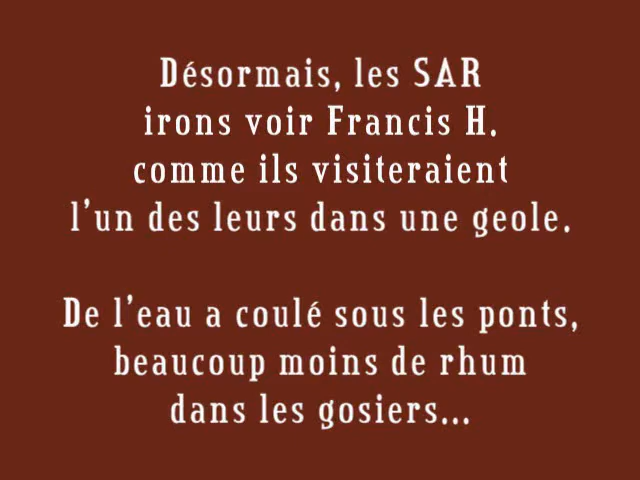 Désormais, les SAR
irons voir Francis H.
comme ils visiteraient
l'un des leurs dans une geole.
De l'eau a coulé sous les ponts,
beaucoup moins de rhum
dans les gosiers...